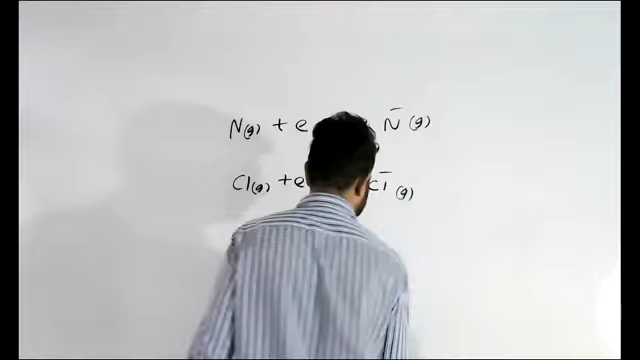 N(g) + e N̄ (g)
Cl(g) + e Cl̄ (g)